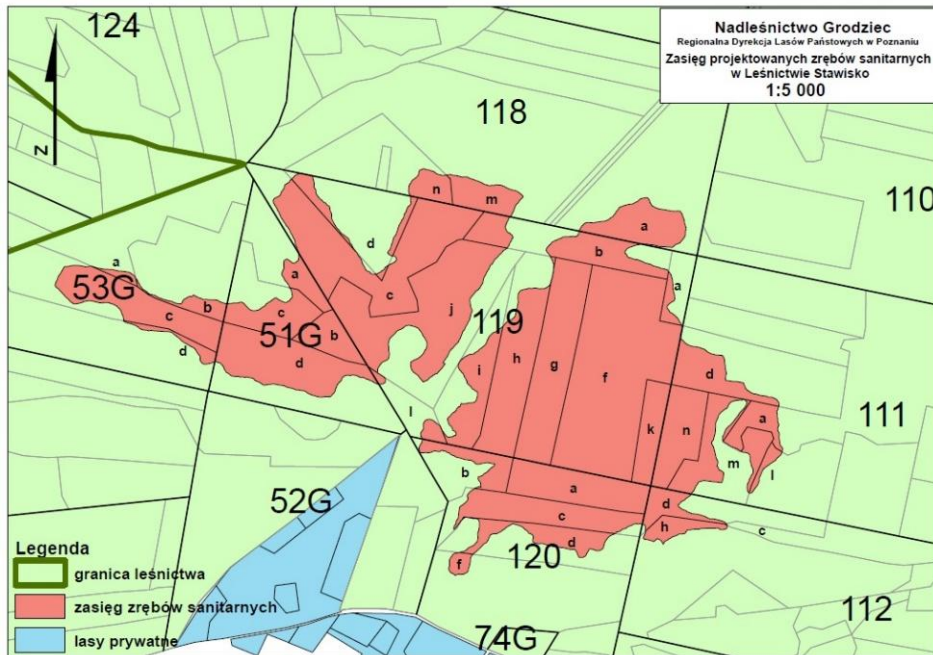 Nadleśnictwo Grodziec
Regionalna Dyrekcja Lasów Państwowych w Poznaniu
Zasięg projektowanych zrębów sanitarnych
w Leśnictwie Stawisko
1:5 000
124
118
110
N
n
m
a
d
b
a
a
53G
a
c
b
c
c
51G
b
j
119
h
g
i
f
d
d
d
l
k
n
a
111
m
l
b
a
52G
c
d
h
c
d
f
120
112
74G
Legenda
granica leśnictwa
zasięg zrębów sanitarnych
lasy prywatne